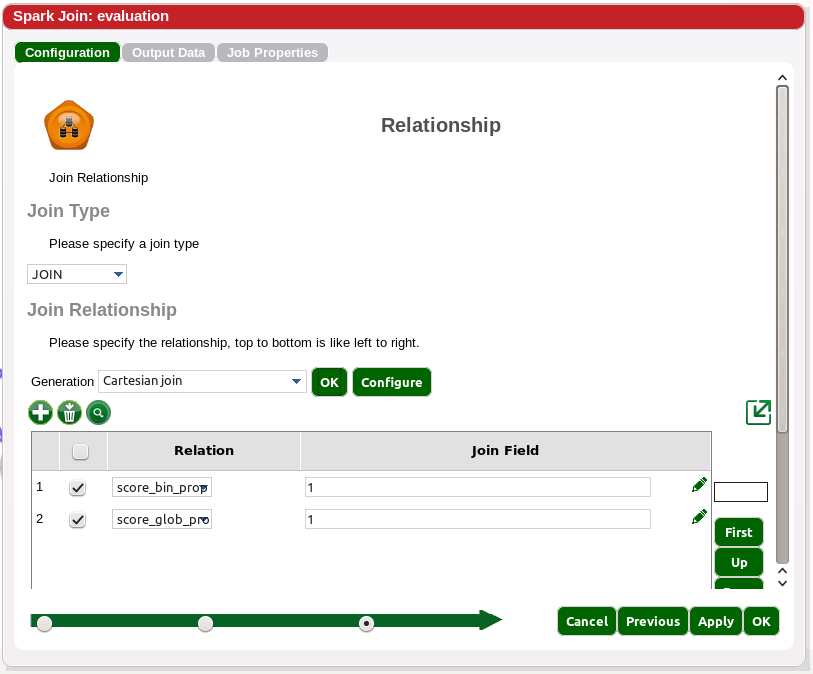 Spark Join: evaluation
Configuration Output Data Job Properties
Relationship
Join Relationship
Join Type
Please specify a join type
JOIN
Join Relationship
Please specify the relationship, top to bottom is like left to right.
Generation Cartesian join OK Configure
Relation Join Field
1 score_bin_prop 1
2 score_glob_pro 1
First
Up
Cancel Previous Apply OK